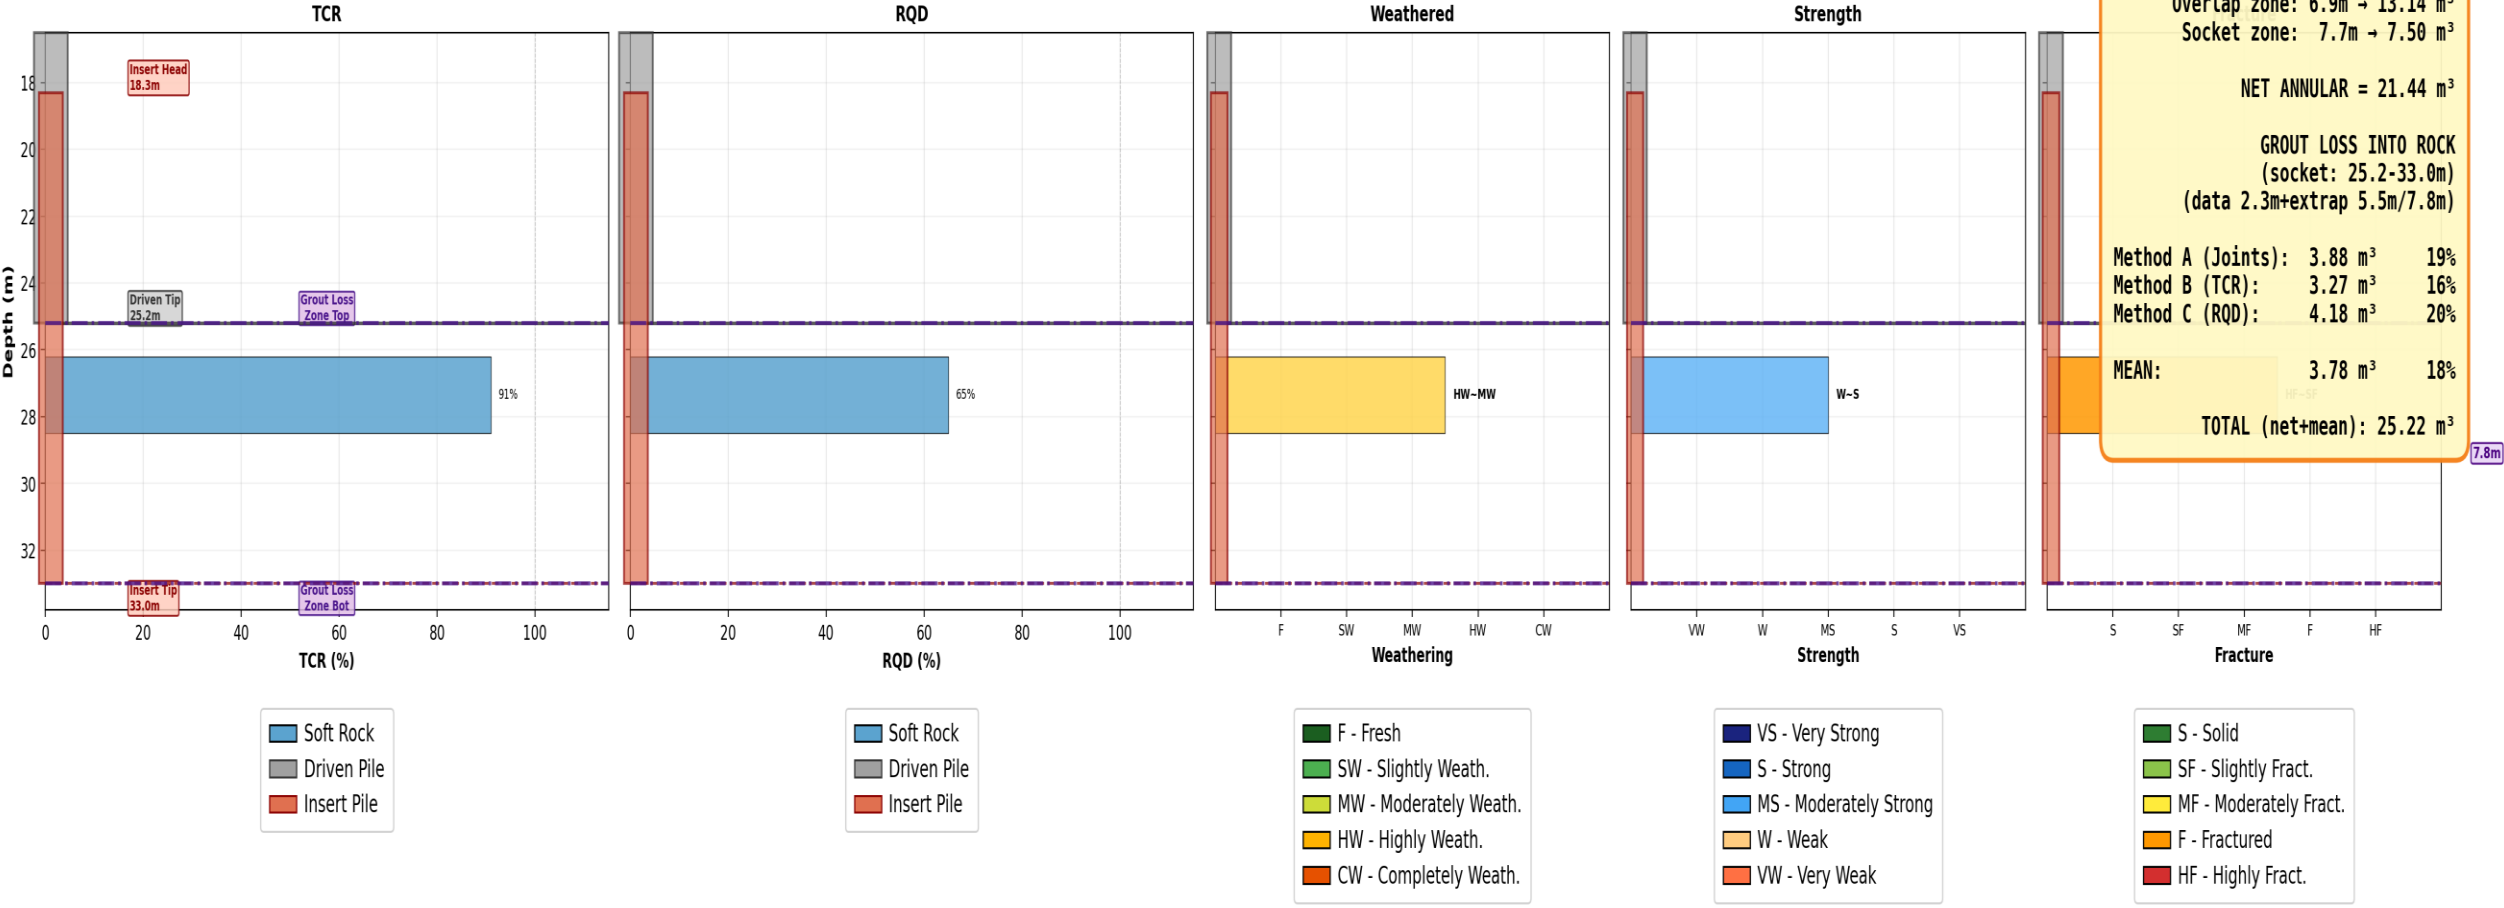 TCR
RQD
Weathered
Strength
Overlap zone: 6.9m → 13.14 m³
Socket zone: 7.7m → 7.50 m³
NET ANNULAR = 21.44 m³
GROUT LOSS INTO ROCK
(socket: 25.2-33.0m)
(data 2.3m+extrap 5.5m/7.8m)
Method A (Joints): 3.88 m³ 19%
Method B (TCR): 3.27 m³ 16%
Method C (RQD): 4.18 m³ 20%
MEAN: 3.78 m³ 18%
TOTAL (net+mean): 25.22 m³
7.8m
HF~SF
Depth (m)
18
20
22
24
26
28
30
32
Insert Head
18.3m
Driven Tip
25.2m
Grout Loss
Zone Top
91%
65%
HW~MW
W~S
Insert Tip
33.0m
Grout Loss
Zone Bot
0 20 40 60 80 100
TCR (%)
0 20 40 60 80 100
RQD (%)
F SW MW HW CW
Weathering
VW W MS S VS
Strength
S SF MF F HF
Fracture
Soft Rock
Driven Pile
Insert Pile
Soft Rock
Driven Pile
Insert Pile
F - Fresh
SW - Slightly Weath.
MW - Moderately Weath.
HW - Highly Weath.
CW - Completely Weath.
VS - Very Strong
S - Strong
MS - Moderately Strong
W - Weak
VW - Very Weak
S - Solid
SF - Slightly Fract.
MF - Moderately Fract.
F - Fractured
HF - Highly Fract.